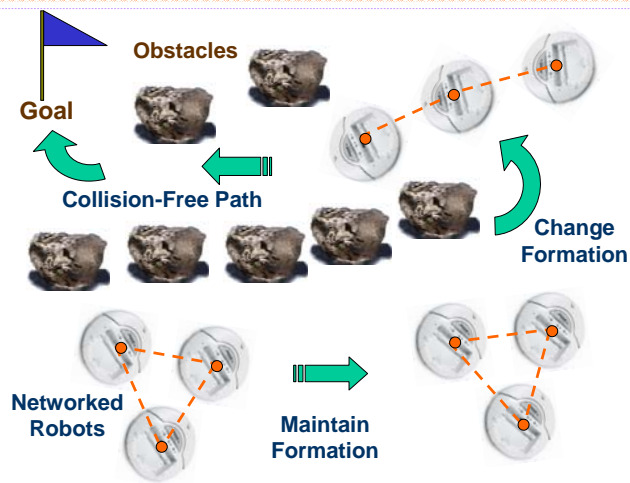 Obstacles
Goal
Collision-Free Path
Change
Formation
Networked
Robots
Maintain
Formation